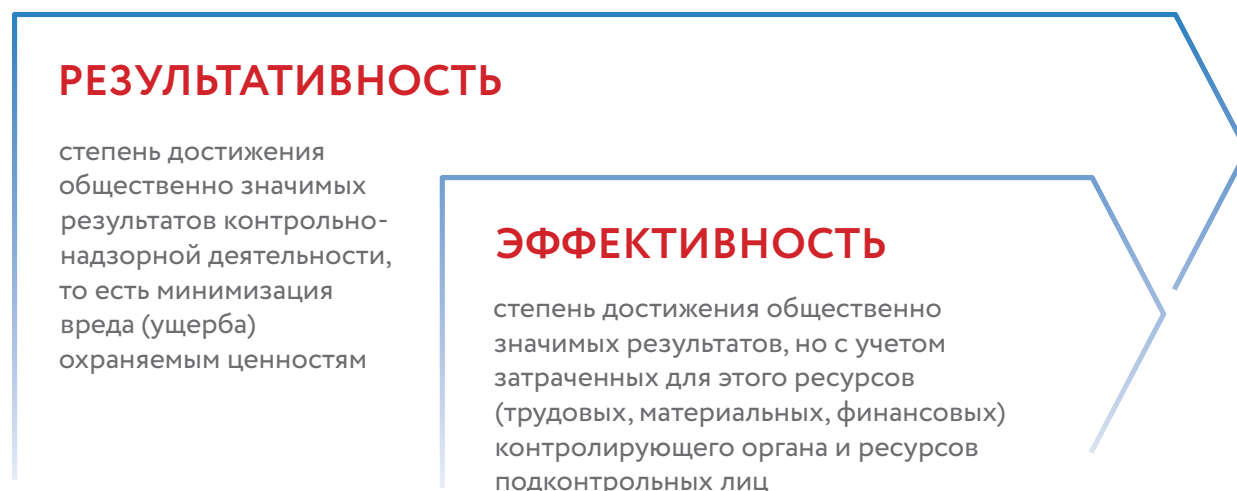 РЕЗУЛЬТАТИВНОСТЬ
степень достижения
общественно значимых
результатов контрольно-
надзорной деятельности,
то есть минимизация
вреда (ущерба)
охраняемым ценностям
ЭФФЕКТИВНОСТЬ
степень достижения общественно
значимых результатов, но с учетом
затраченных для этого ресурсов
(трудовых, материальных, финансовых)
контролирующего органа и ресурсов
подконтрольных лиц